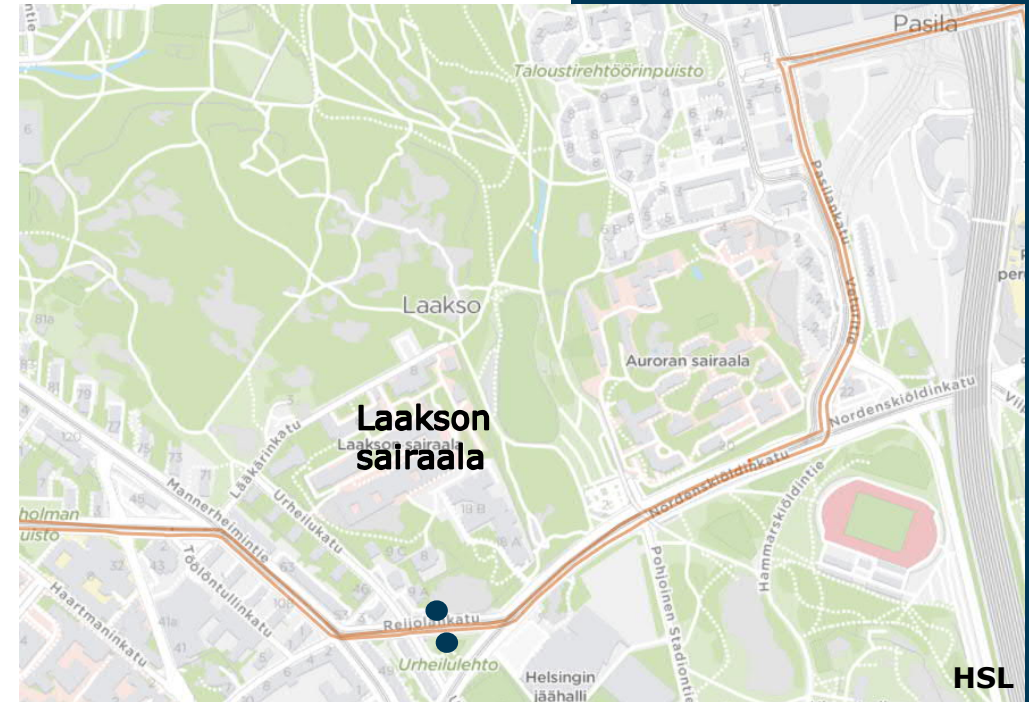 Pasila
Taloustirehtöörinpuisto
Pasilankatu
Veturitie
Laakso
Auroran sairaala
Nordenskiöldinkatu
Laakson
sairaala
Laakson sairaala
Lääkärinkatu
Mannerheimintie
Urheilukatu
Nordenskiöldinkatu
Hammarskiöldintie
Töölöntullinkatu
Haartmaninkatu
Pohjoinen Stadiontie
Reijolankatu
Urheilulehto
Helsingin
jäähalli
HSL